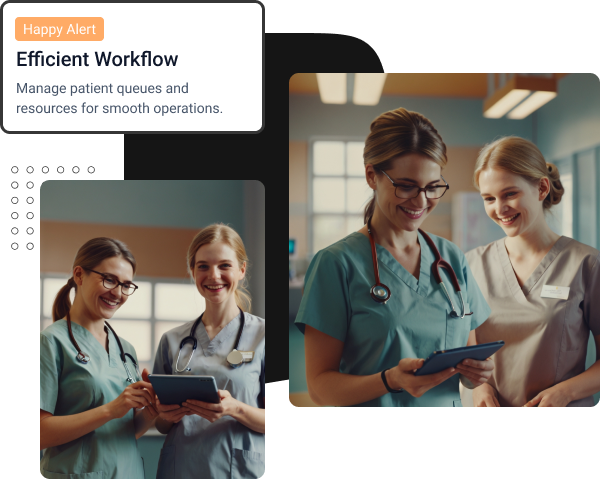 Happy Alert
Efficient Workflow
Manage patient queues and
resources for smooth operations.